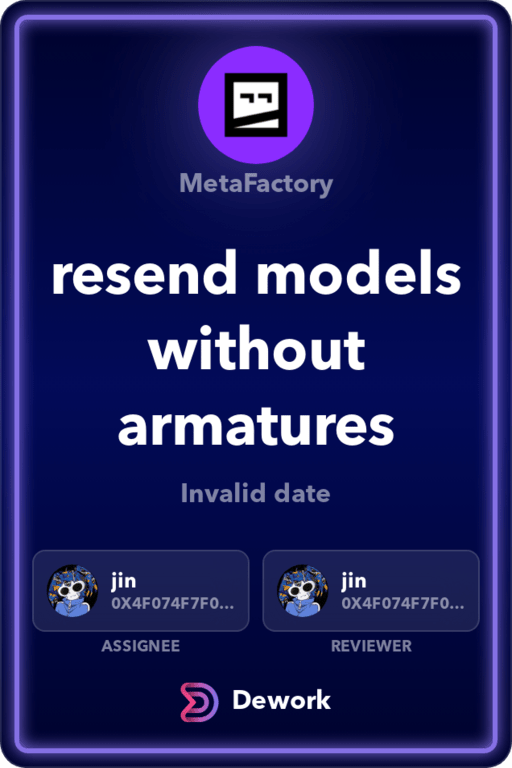 MetaFactory
resend models
without
armatures
Invalid date
jin
0X4F074F7F0...
ASSIGNEE
jin
0X4F074F7F0...
REVIEWER
Dework